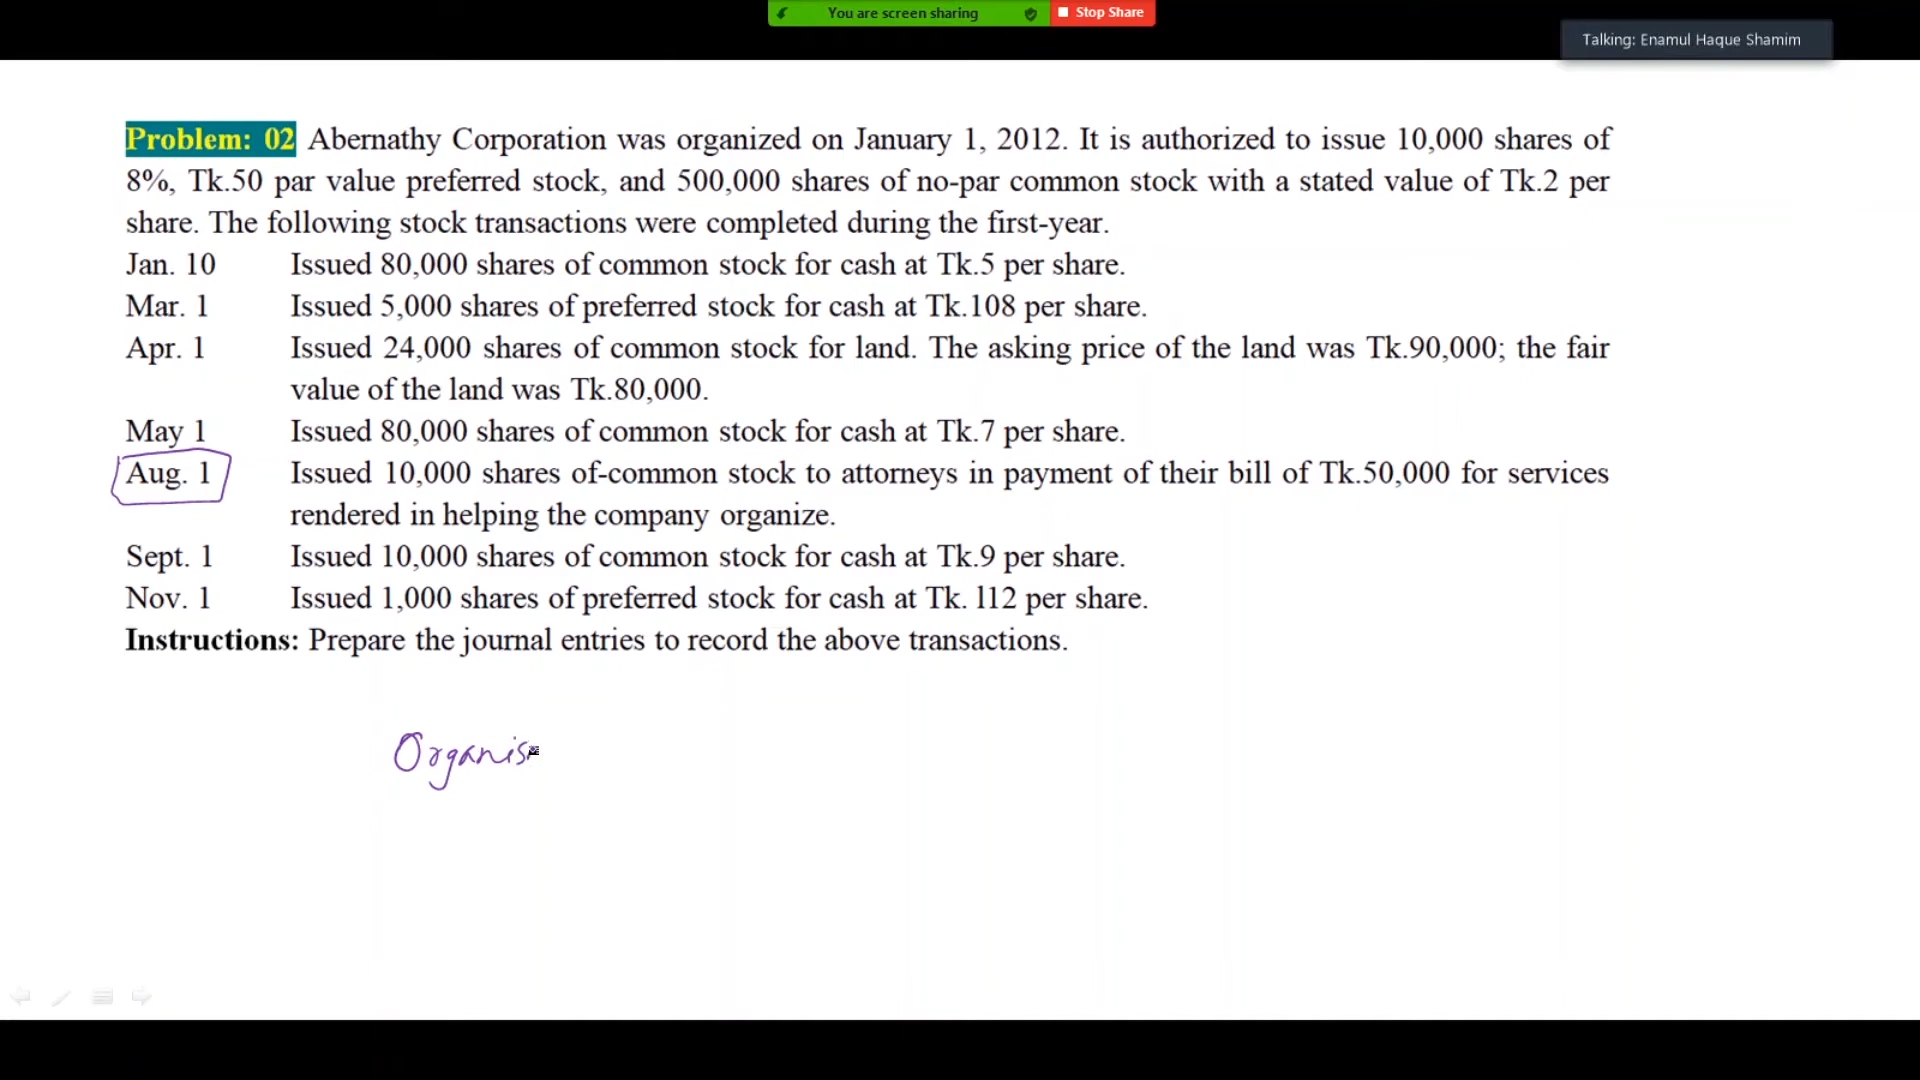 You are screen sharing
Stop Share
Talking: Enamul Haque Shamim
Problem: 02 Abernathy Corporation was organized on January 1, 2012. It is authorized to issue 10,000 shares of
8%, Tk.50 par value preferred stock, and 500,000 shares of no-par common stock with a stated value of Tk.2 per
share. The following stock transactions were completed during the first-year.
Jan. 10 Issued 80,000 shares of common stock for cash at Tk.5 per share.
Mar. 1 Issued 5,000 shares of preferred stock for cash at Tk.108 per share.
Apr. 1 Issued 24,000 shares of common stock for land. The asking price of the land was Tk.90,000; the fair
value of the land was Tk.80,000.
May 1 Issued 80,000 shares of common stock for cash at Tk.7 per share.
Aug. 1 Issued 10,000 shares of-common stock to attorneys in payment of their bill of Tk.50,000 for services
rendered in helping the company organize.
Sept. 1 Issued 10,000 shares of common stock for cash at Tk.9 per share.
Nov. 1 Issued 1,000 shares of preferred stock for cash at Tk. l12 per share.
Instructions: Prepare the journal entries to record the above transactions.
Organis